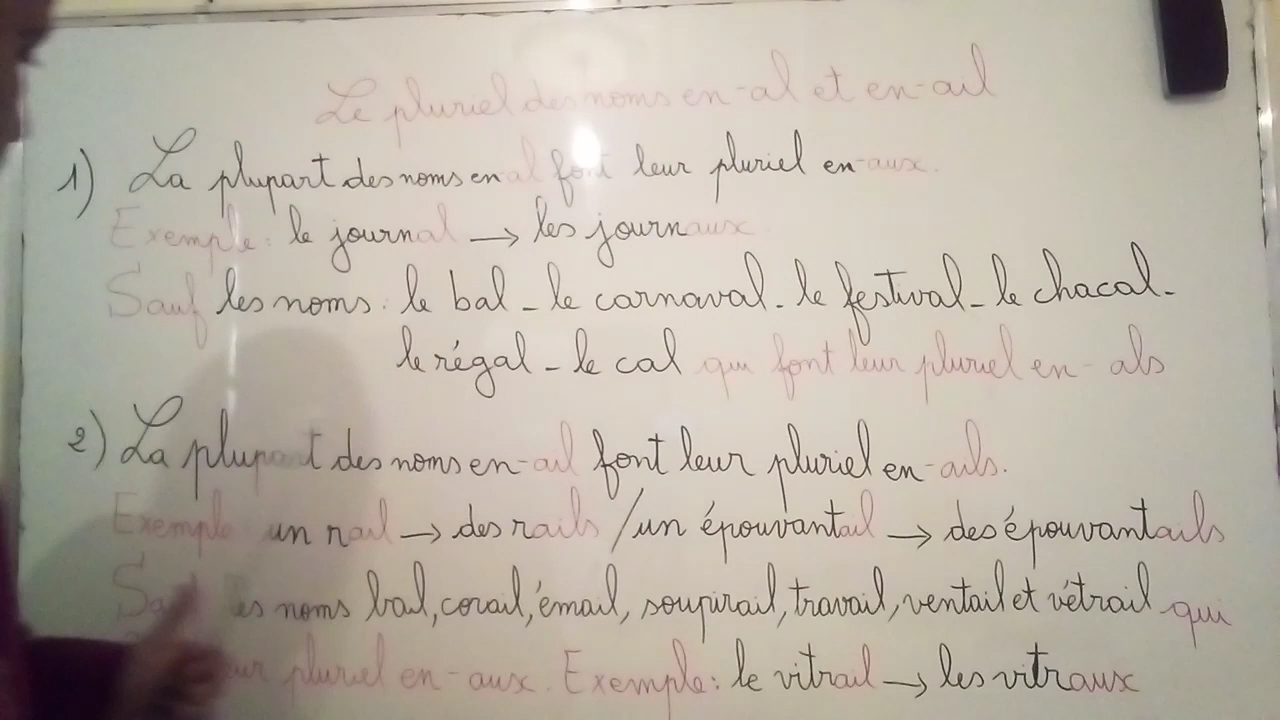 Le pluriel des noms en-al et en-ail
1) La plupart des noms en al font leur pluriel en-aux.
Exemple: le journal → les journaux
Sauf les noms: le bal - le carnaval - le festival - le chacal -
le régal - le cal qui font leur pluriel en-als
2) La plupart des noms en-ail font leur pluriel en-ails.
Exemple un rail → des rails / un épouvantail → des épouvantails
noms bail, corail, émail, soupirail, travail, ventail et vétrail qui
pluriel en-aux. Exemple: le vitrail → les vitraux